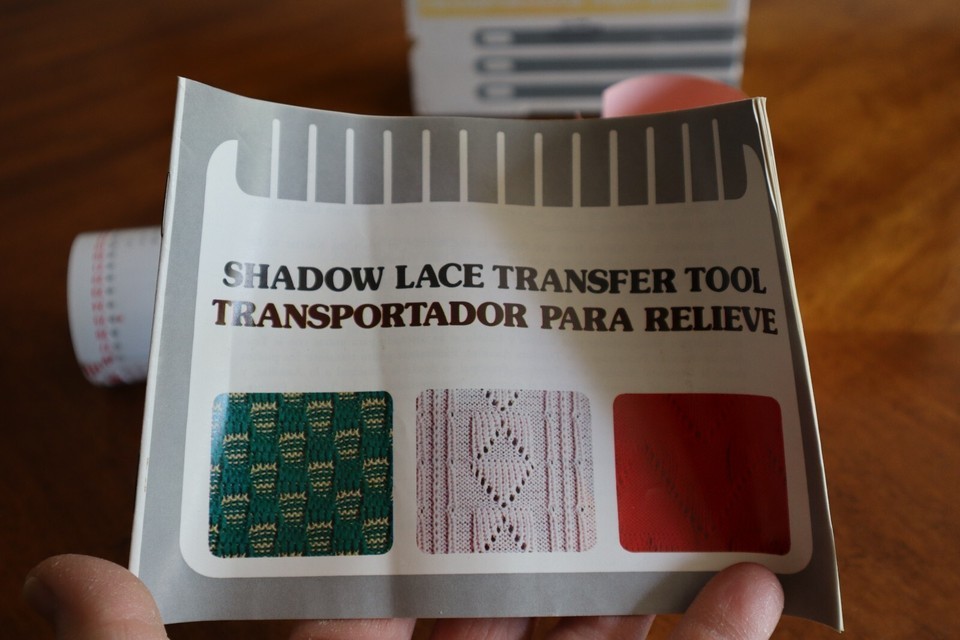 SHADOW LACE TRANSFER TOOL
TRANSPORTADOR PARA RELIEVE